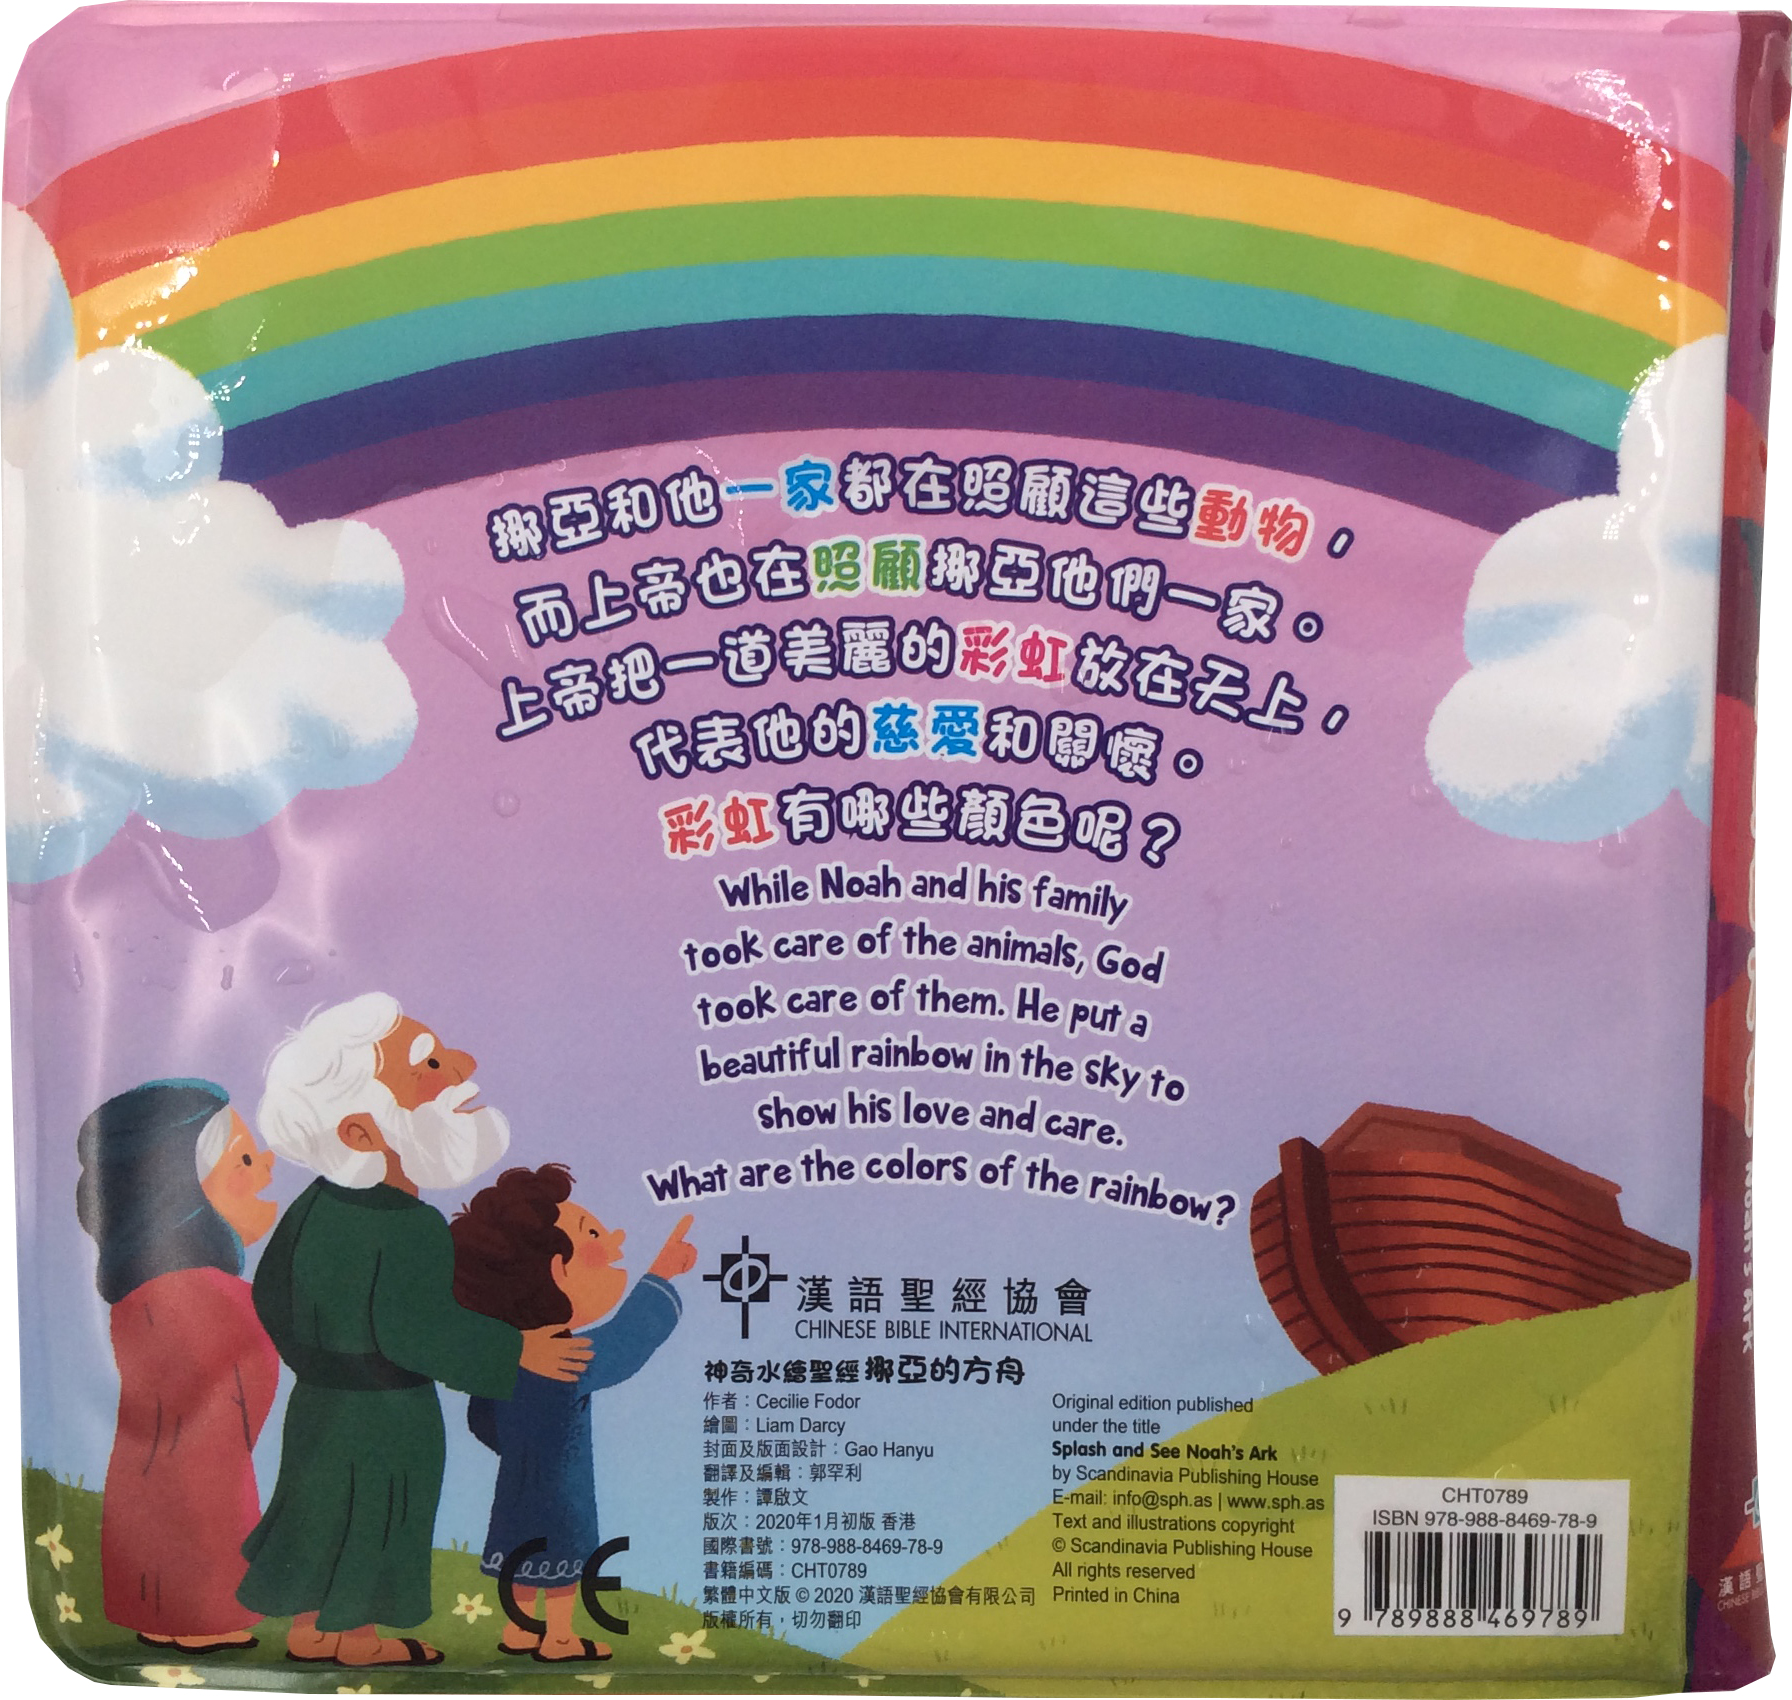 挪亞和他一家都在照顧這些動物，
而上帝也在照顧挪亞他們一家。
上帝把一道美麗的彩虹放在天上，
代表他的慈愛和關懷。
彩虹有哪些顏色呢？
While Noah and his family
took care of the animals, God
took care of them. He put a
beautiful rainbow in the sky to
show his love and care.
What are the colors of the rainbow?
漢語聖經協會
CHINESE BIBLE INTERNATIONAL
神奇水繪聖經 挪亞的方舟
作者：Cecilie Fodor
繪圖：Liam Darcy
封面及版面設計：Gao Hanyu
翻譯及編輯：郭罕利
製作：譚啟文
版次：2020年1月初版 香港
國際書號：978-988-8469-78-9
書籍編碼：CHT0789
繁體中文版 © 2020 漢語聖經協會有限公司
版權所有，切勿翻印
CE
Original edition published
under the title
Splash and See Noah's Ark
by Scandinavia Publishing House
E-mail: info@sph.as | www.sph.as
Text and illustrations copyright
© Scandinavia Publishing House
All rights reserved
Printed in China
CHT0789
ISBN 978-988-8469-78-9
9 789888 469789
Noah's Ark
漢語